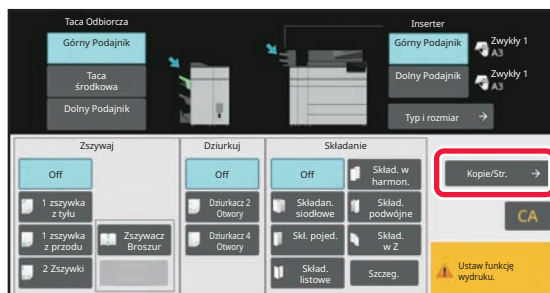 Taca Odbiorcza
Inserter
Górny Podajnik
Taca
środkowa
Dolny Podajnik
Górny Podajnik
Zwykły 1
A3
Dolny Podajnik
Zwykły 1
A3
Typ i rozmiar
Zszywaj
Off
1 zszywka
z tyłu
1 zszywka
z przodu
2 Zszywki
Zszywacz
Broszur
Dziurkuj
Off
Dziurkacz 2
Otwory
Dziurkacz 4
Otwory
Składanie
Off
Skład. w
harmon.
Składan.
siodłowe
Skład.
podwójne
Skł. pojed.
Skład.
w Z
Skład.
listowe
Szczeg.
Kopie/Str.
CA
Ustaw funkcję
wydruku.